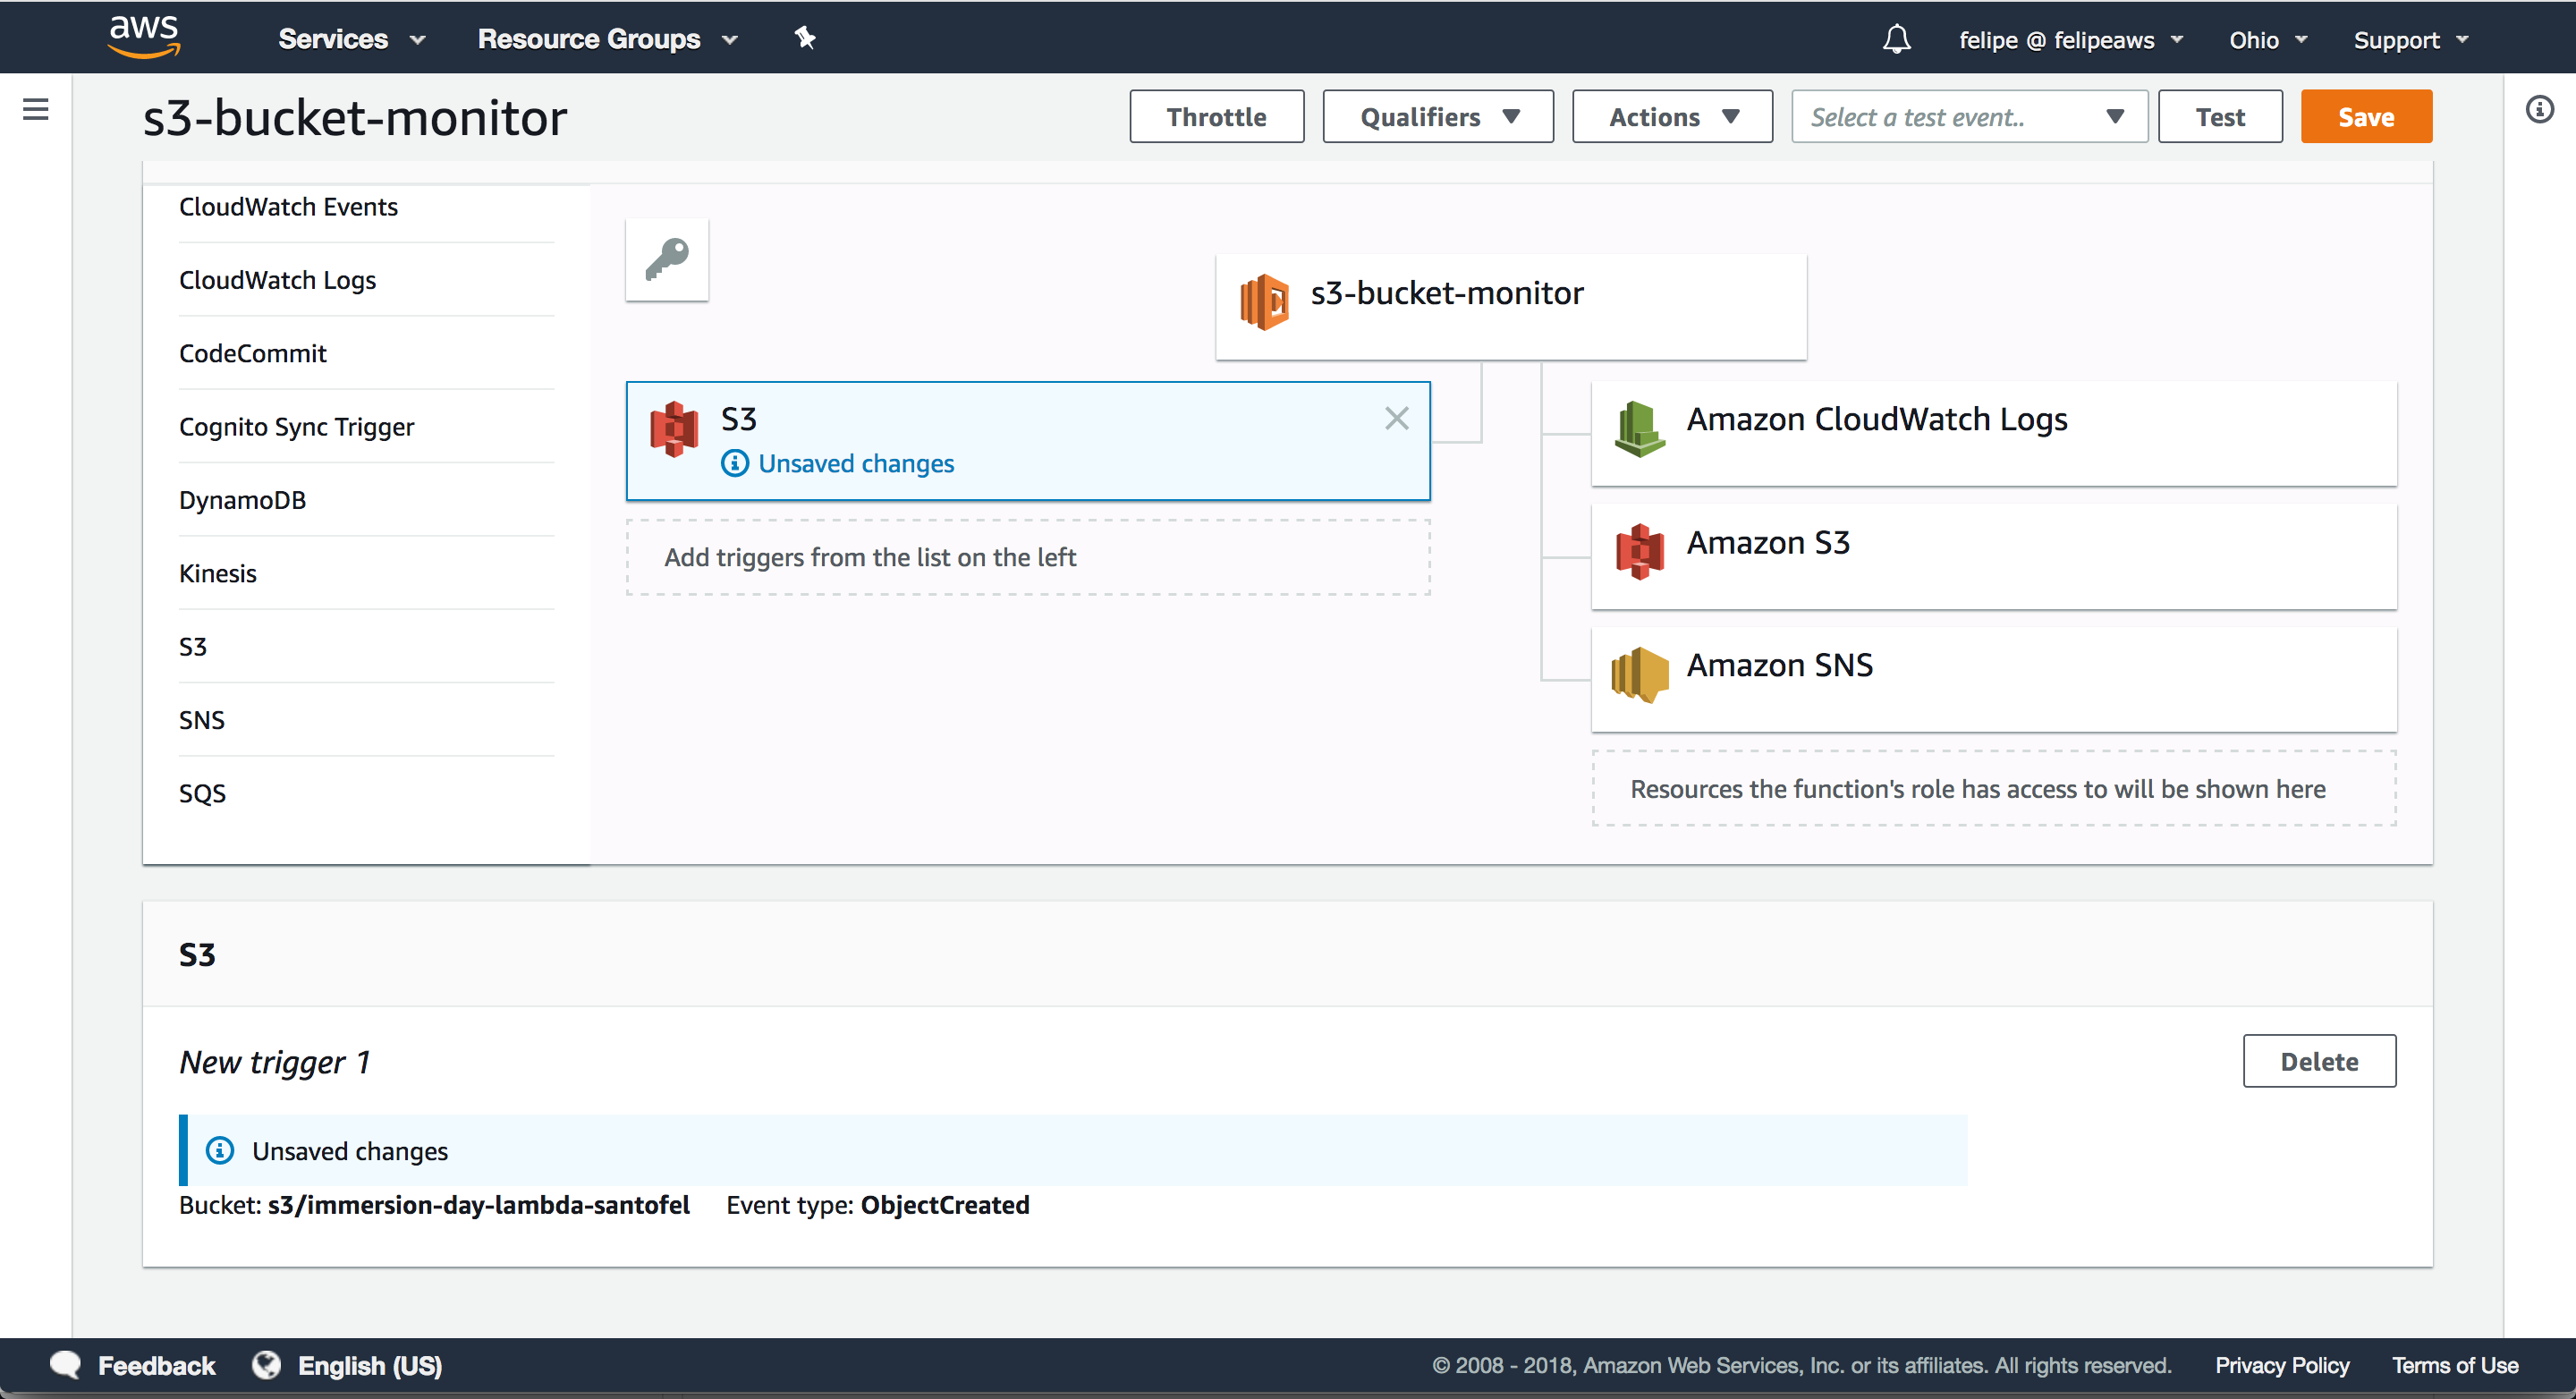 aws
Services
Resource Groups
felipe @ felipeaws
Ohio
Support
s3-bucket-monitor
Throttle
Qualifiers
Actions
Select a test event..
Test
Save
CloudWatch Events
CloudWatch Logs
CodeCommit
Cognito Sync Trigger
DynamoDB
Kinesis
S3
SNS
SQS
s3-bucket-monitor
S3
Unsaved changes
Add triggers from the list on the left
Amazon CloudWatch Logs
Amazon S3
Amazon SNS
Resources the function's role has access to will be shown here
S3
New trigger 1
Delete
Unsaved changes
Bucket: s3/immersion-day-lambda-santofel Event type: ObjectCreated
Feedback
English (US)
© 2008 - 2018, Amazon Web Services, Inc. or its affiliates. All rights reserved.
Privacy Policy
Terms of Use